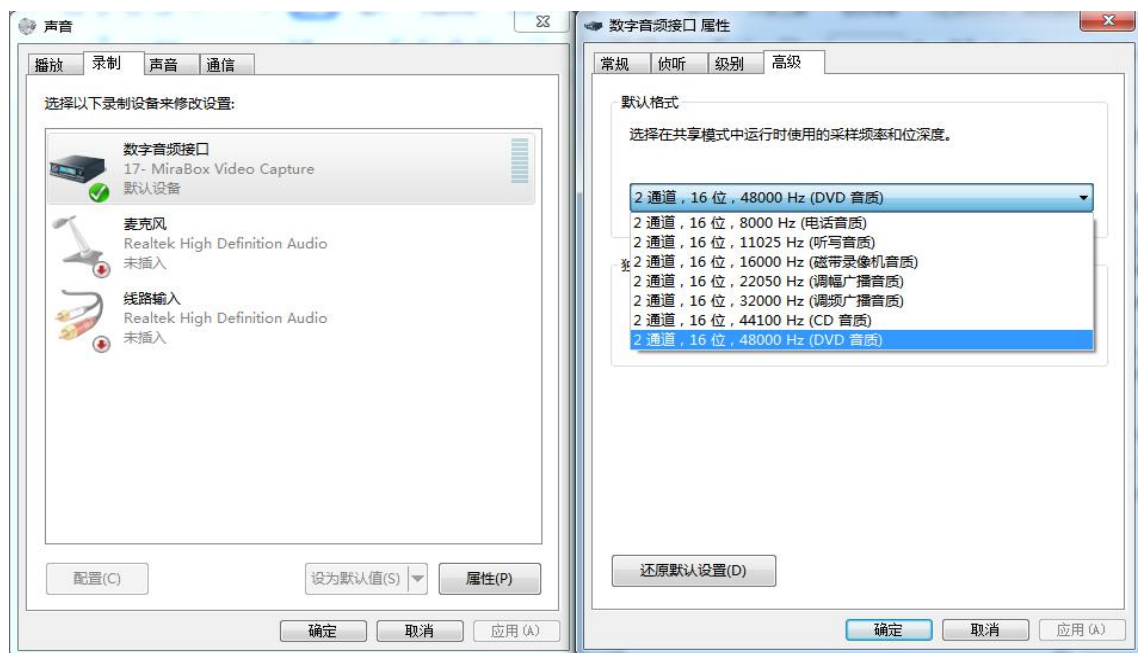 声音
播放 录制 声音 通信
选择以下录制设备来修改设置:
数字音频接口
17- MiraBox Video Capture
默认设备
麦克风
Realtek High Definition Audio
未插入
线路输入
Realtek High Definition Audio
未插入
配置(C) 设为默认值(S) 属性(P)
确定 取消 应用(A)
数字音频接口 属性
常规 侦听 级别 高级
默认格式
选择在共享模式中运行时使用的采样频率和位深度。
2 通道，16 位，48000 Hz (DVD 音质)
2 通道，16 位，8000 Hz (电话音质)
2 通道，16 位，11025 Hz (听写音质)
2 通道，16 位，16000 Hz (磁带录像机音质)
2 通道，16 位，22050 Hz (调幅广播音质)
2 通道，16 位，32000 Hz (调频广播音质)
2 通道，16 位，44100 Hz (CD 音质)
2 通道，16 位，48000 Hz (DVD 音质)
还原默认设置(D)
确定 取消 应用(A)